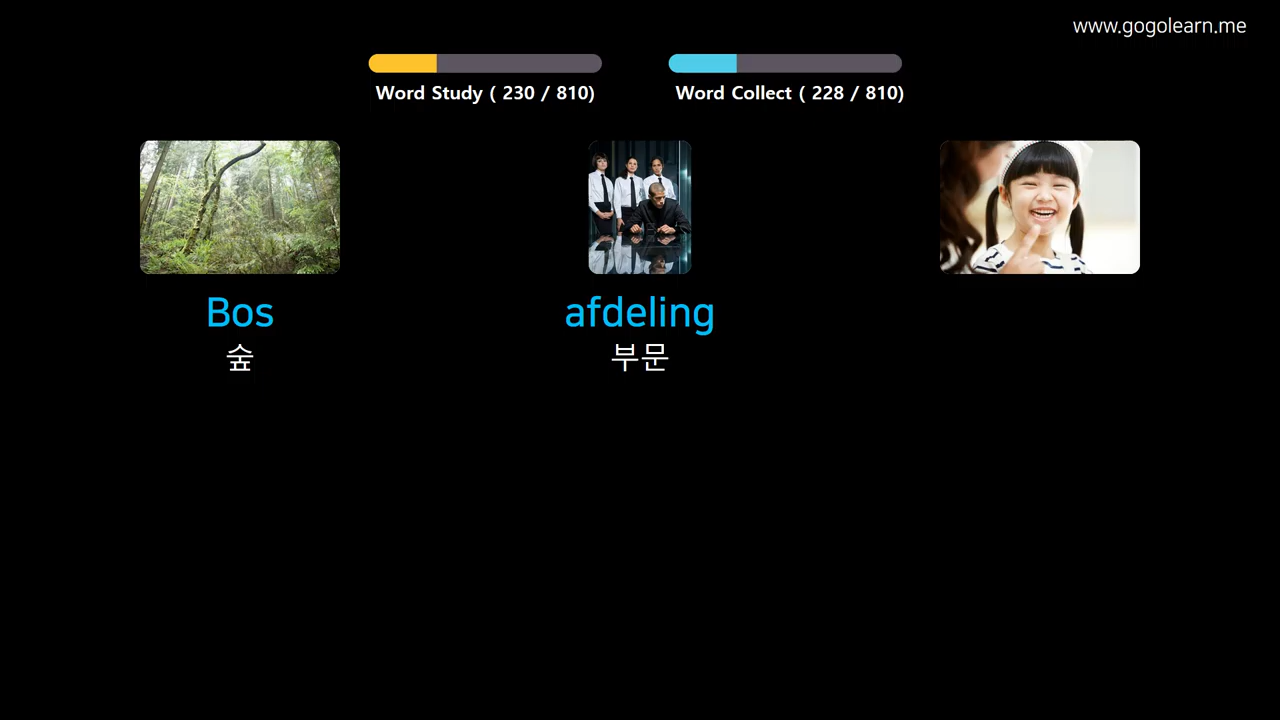 www.gogolearn.me
Word Study ( 230 / 810)
Word Collect ( 228 / 810)
Bos
숲
afdeling
부문